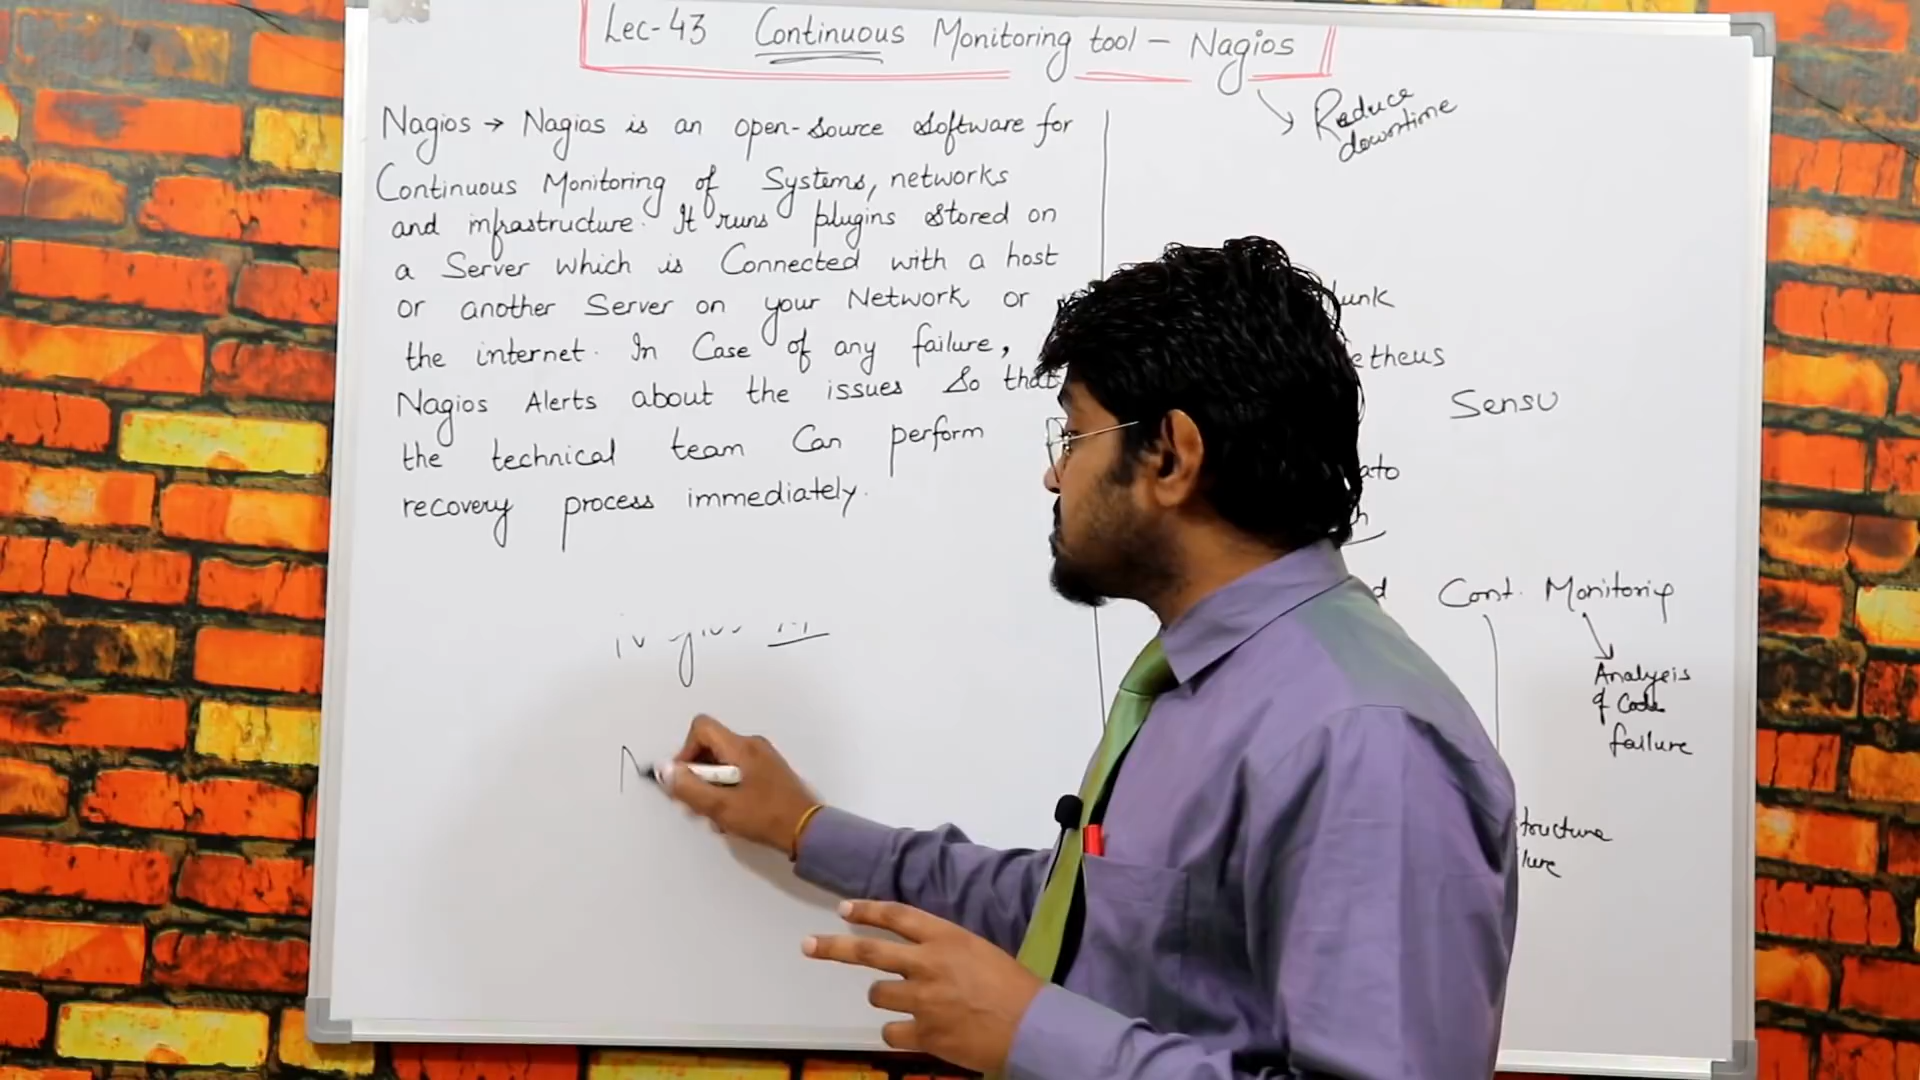 Lec-43 Continuous Monitoring tool - Nagios
Reduce
downtime
Nagios → Nagios is an open-source software for
Continuous Monitoring of Systems, networks
and infrastructure. It runs plugins stored on
a Server which is Connected with a host
or another Server on your Network or
the internet. In Case of any failure,
Nagios Alerts about the issues So that
the technical team Can perform
recovery process immediately.
Sensu
Cont. Monitoring
Analysis
of Code
failure